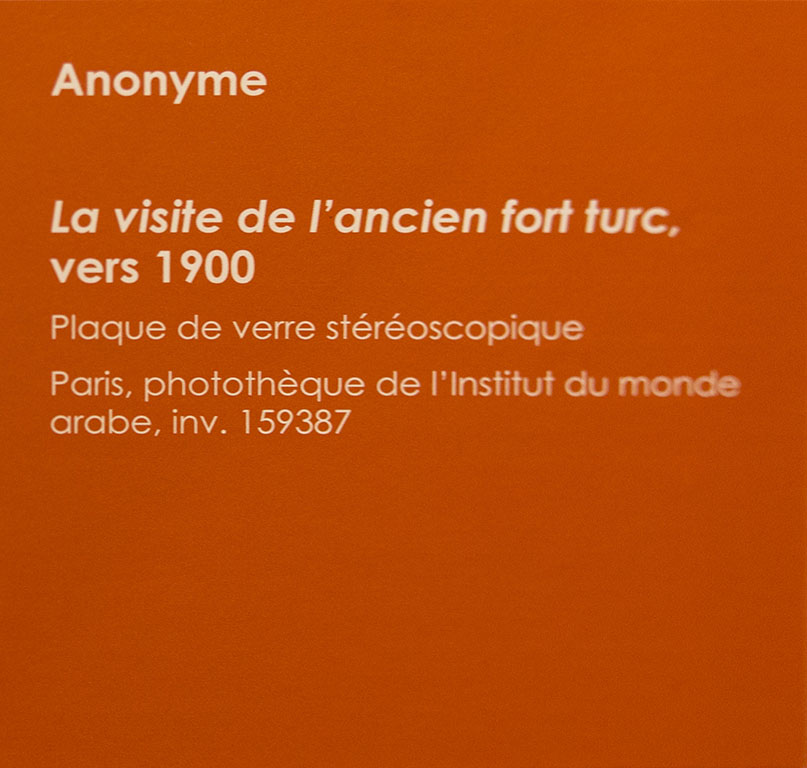 Anonyme
La visite de l'ancien fort turc,
vers 1900
Plaque de verre stéréoscopique
Paris, photothèque de l'Institut du monde
arabe, inv. 159387